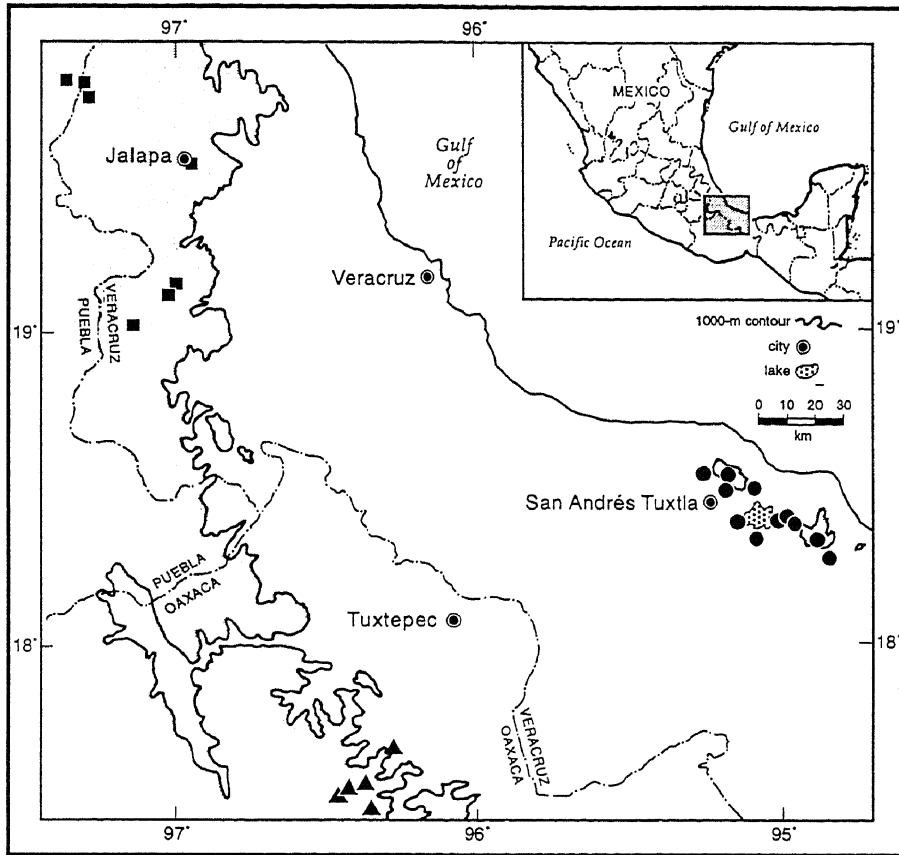 97°
96°
MEXICO
Gulf of Mexico
Pacific Ocean
Gulf
of
Mexico
Jalapa
Veracruz
VERACRUZ
PUEBLA
19°
19°
1000-m contour
city
lake
0 10 20 30
km
San Andrés Tuxtla
PUEBLA
OAXACA
Tuxtepec
18°
18°
VERACRUZ
OAXACA
97°
96°
95°